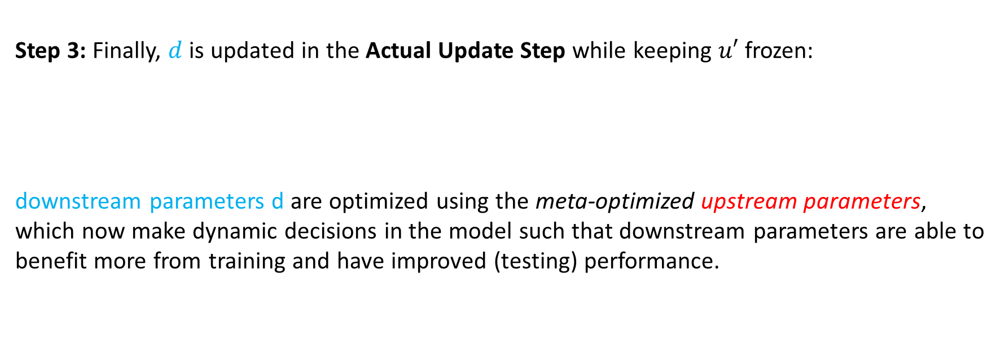 Step 3: Finally, d is updated in the Actual Update Step while keeping u′ frozen:
downstream parameters d are optimized using the meta-optimized upstream parameters,
which now make dynamic decisions in the model such that downstream parameters are able to
benefit more from training and have improved (testing) performance.